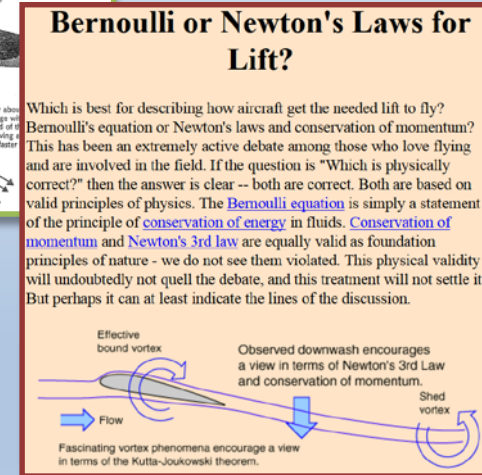 Bernoulli or Newton's Laws for
Lift?
Which is best for describing how aircraft get the needed lift to fly?
Bernoulli's equation or Newton's laws and conservation of momentum?
This has been an extremely active debate among those who love flying
and are involved in the field. If the question is "Which is physically
correct?" then the answer is clear -- both are correct. Both are based on
valid principles of physics. The Bernoulli equation is simply a statement
of the principle of conservation of energy in fluids. Conservation of
momentum and Newton's 3rd law are equally valid as foundation
principles of nature - we do not see them violated. This physical validity
will undoubtedly not quell the debate, and this treatment will not settle it
But perhaps it can at least indicate the lines of the discussion.
Effective
bound vortex
Observed downwash encourages
a view in terms of Newton's 3rd Law
and conservation of momentum.
Shed
vortex
Flow
Fascinating vortex phenomena encourage a view
in terms of the Kutta-Joukowski theorem.